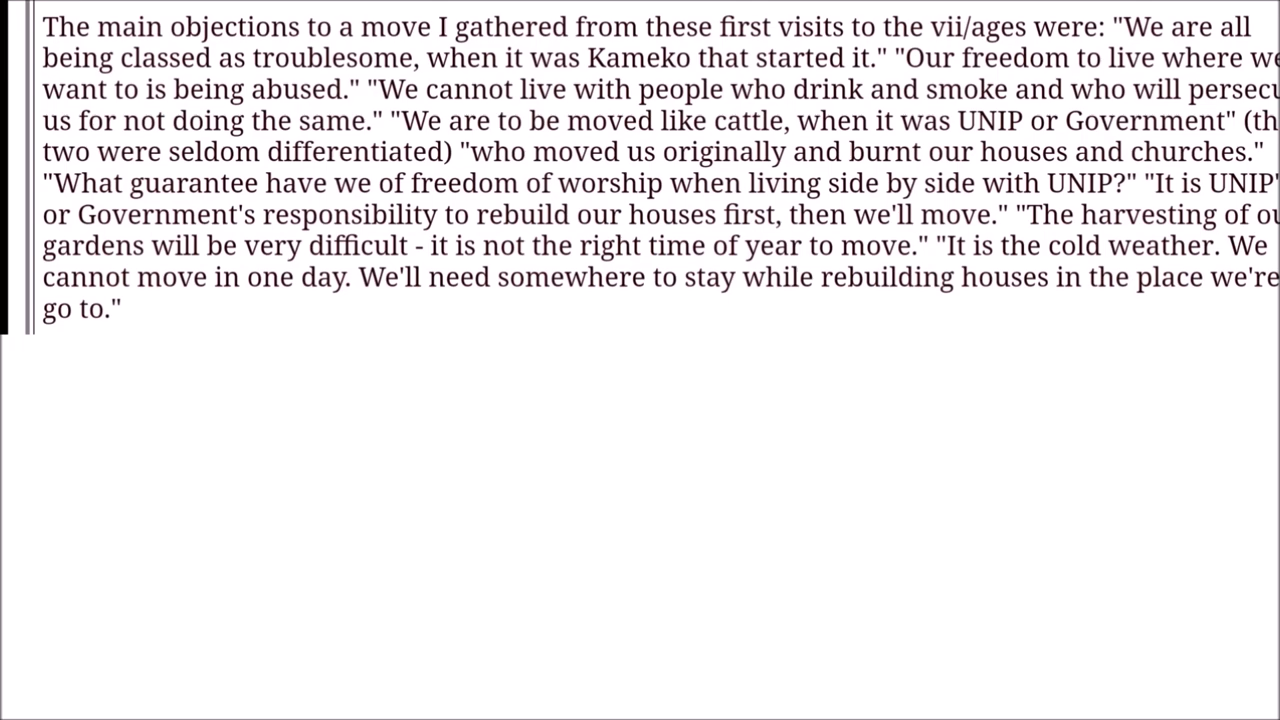 The main objections to a move I gathered from these first visits to the vii/ages were: "We are all
being classed as troublesome, when it was Kameko that started it." "Our freedom to live where we
want to is being abused." "We cannot live with people who drink and smoke and who will
us for not doing the same." "We are to be moved like cattle, when it was UNIP or Government"
two were seldom differentiated) "who moved us originally and burnt our houses and churches."
"What guarantee have we of freedom of worship when living side by side with UNIP?" "It is UNIP'
or Government's responsibility to rebuild our houses first, then we'll move." "The harvesting of
gardens will be very difficult - it is not the right time of year to move." "It is the cold weather. We
cannot move in one day. We'll need somewhere to stay while rebuilding houses in the place we're
go to."